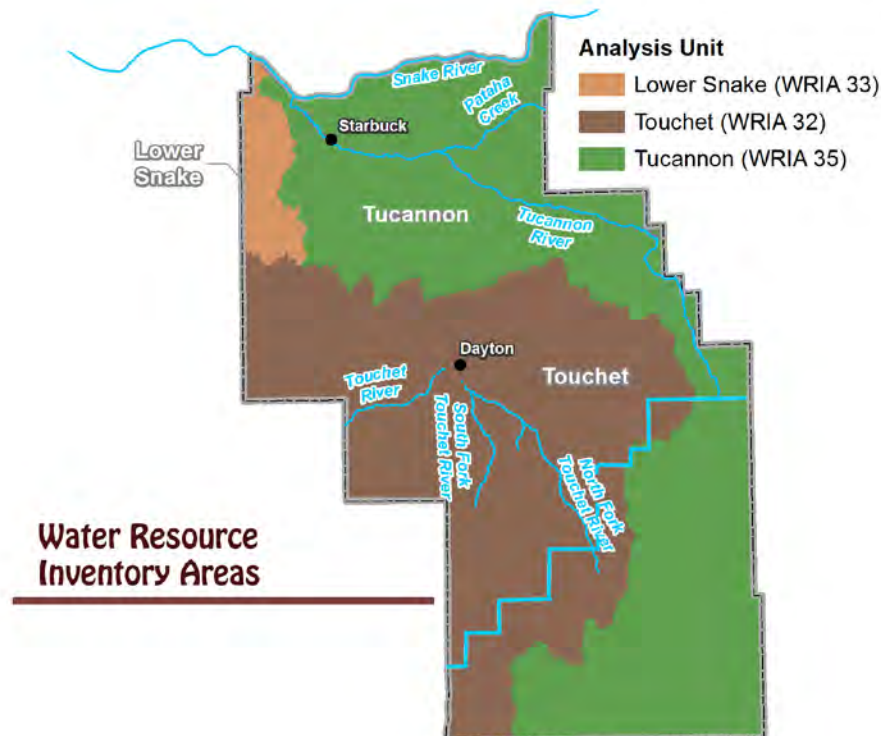 Analysis Unit
Lower Snake (WRIA 33)
Touchet (WRIA 32)
Tucannon (WRIA 35)
Snake River
Pataha
Creek
Starbuck
Lower
Snake
Tucannon
Tucannon
River
Dayton
Touchet
River
Touchet
South Fork
Touchet River
North Fork
Touchet River
Water Resource
Inventory Areas